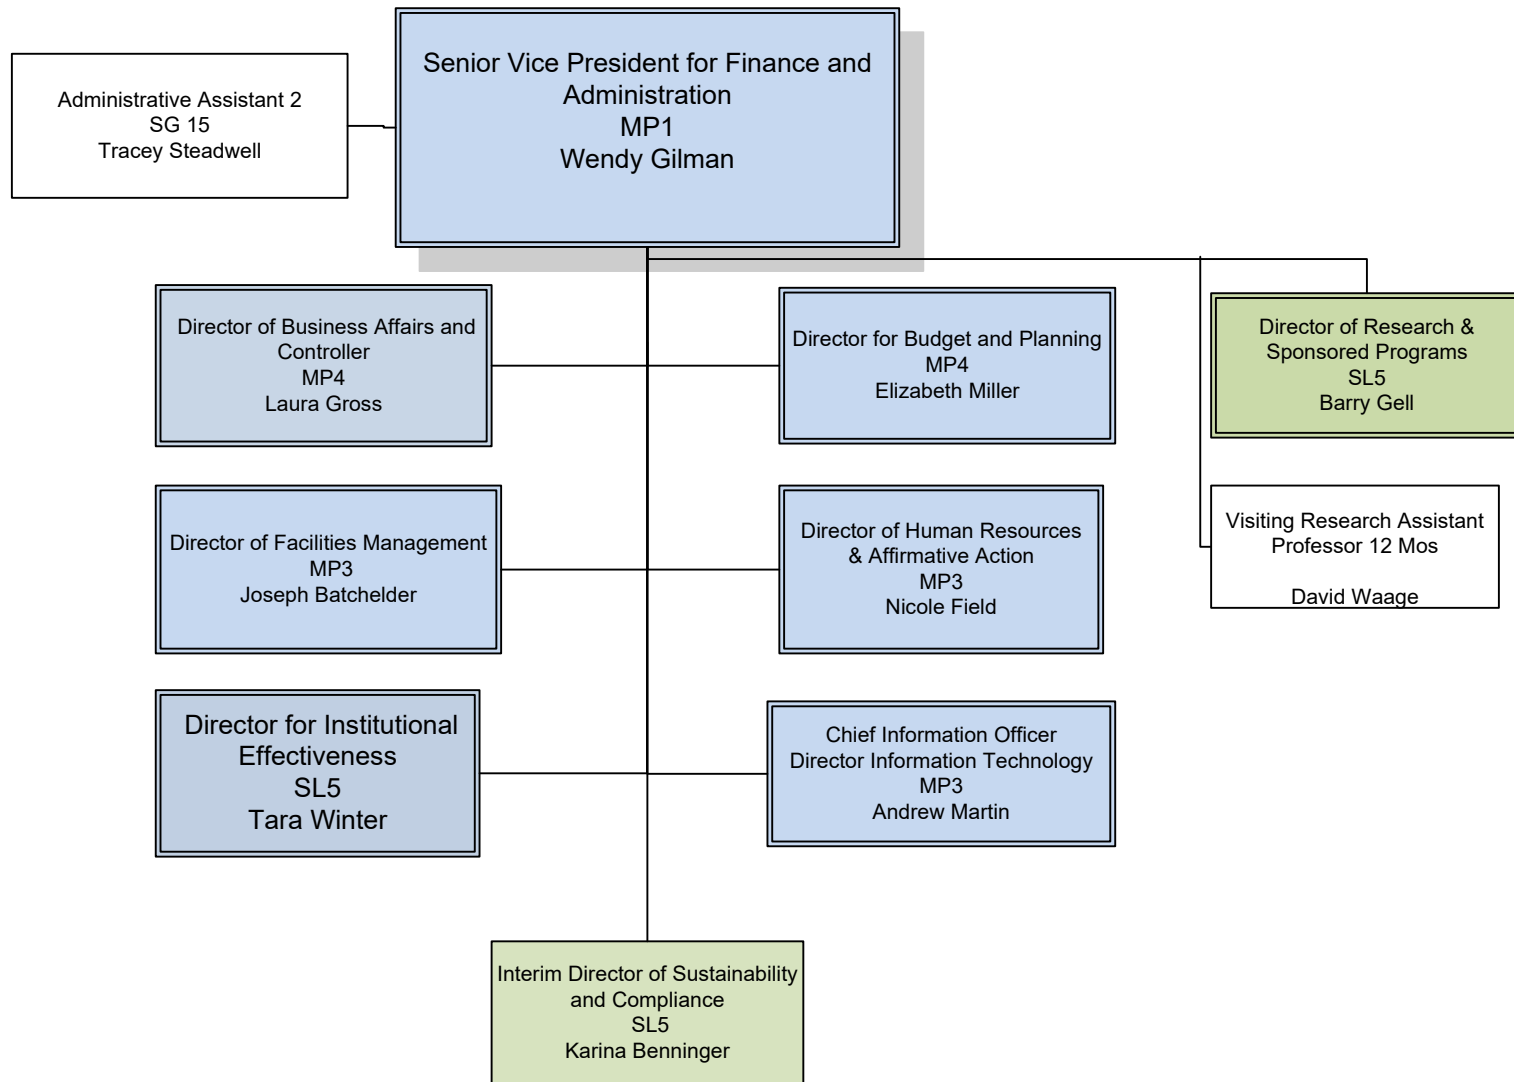 Senior Vice President for Finance and
Administration
MP1
Wendy Gilman
Administrative Assistant 2
SG 15
Tracey Steadwell
Director of Business Affairs and
Controller
MP4
Laura Gross
Director for Budget and Planning
MP4
Elizabeth Miller
Director of Research &
Sponsored Programs
SL5
Barry Gell
Director of Facilities Management
MP3
Joseph Batchelder
Director of Human Resources
& Affirmative Action
MP3
Nicole Field
Visiting Research Assistant
Professor 12 Mos
David Waage
Director for Institutional
Effectiveness
SL5
Tara Winter
Chief Information Officer
Director Information Technology
MP3
Andrew Martin
Interim Director of Sustainability
and Compliance
SL5
Karina Benninger